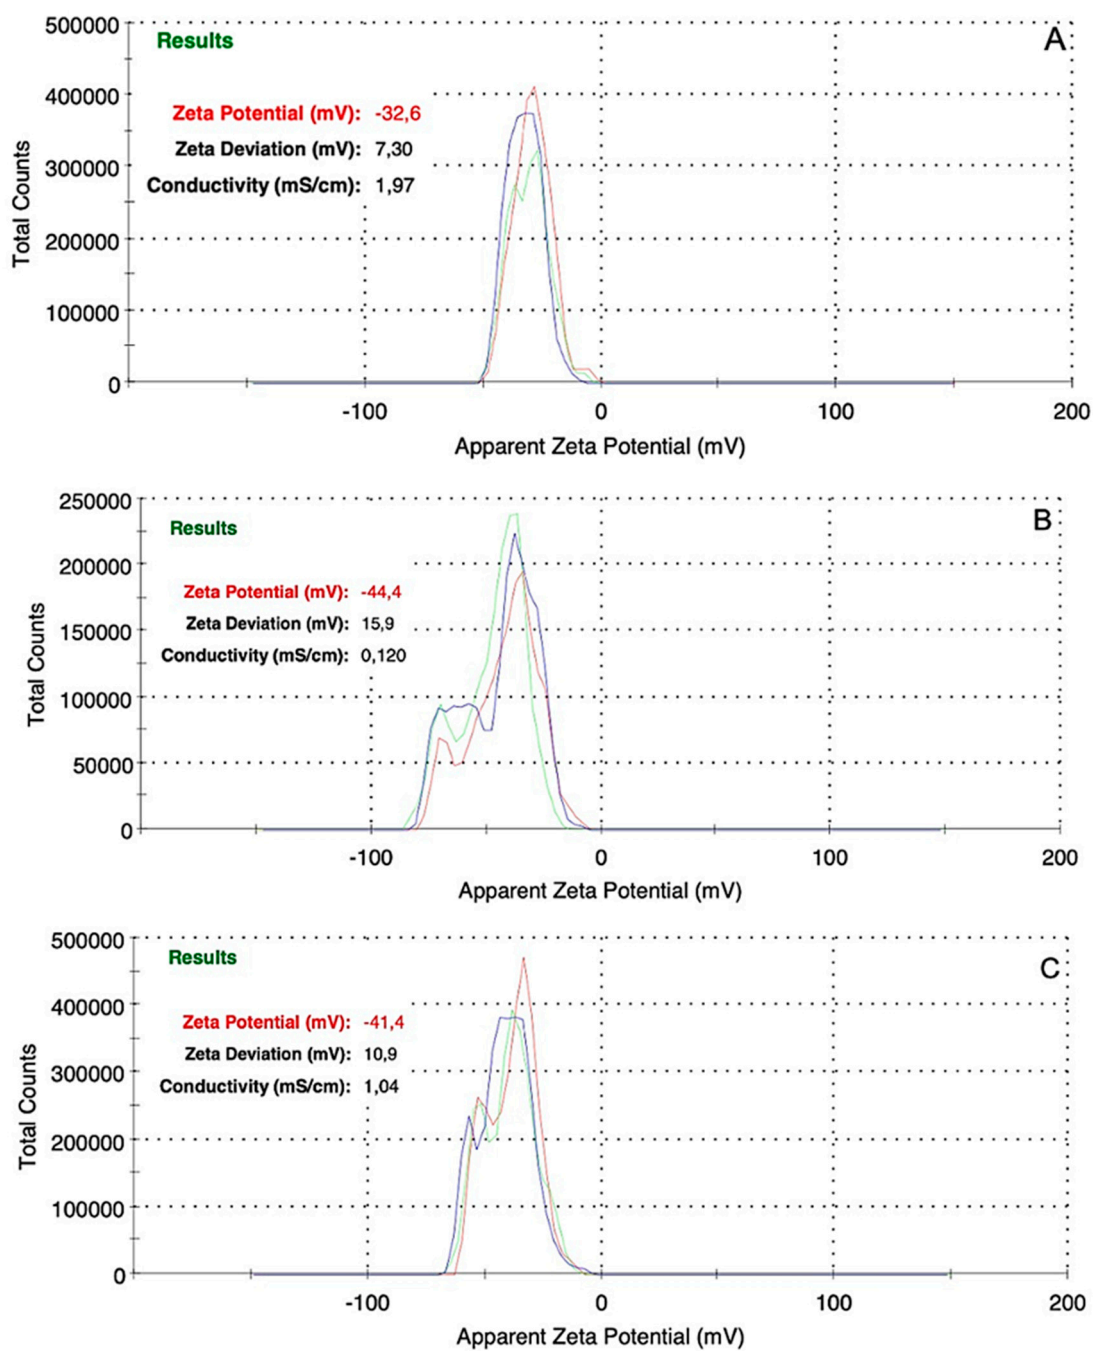 500000
Results
A
400000
Zeta Potential (mV): -32,6
Zeta Deviation (mV): 7,30
300000
Conductivity (mS/cm): 1,97
200000
100000
0
Total Counts
-100 0 100 200
Apparent Zeta Potential (mV)
250000
Results
B
200000
Zeta Potential (mV): -44,4
Zeta Deviation (mV): 15,9
150000
Conductivity (mS/cm): 0,120
100000
50000
0
Total Counts
-100 0 100 200
Apparent Zeta Potential (mV)
500000
Results
C
400000
Zeta Potential (mV): -41,4
Zeta Deviation (mV): 10,9
300000
Conductivity (mS/cm): 1,04
200000
100000
0
Total Counts
-100 0 100 200
Apparent Zeta Potential (mV)